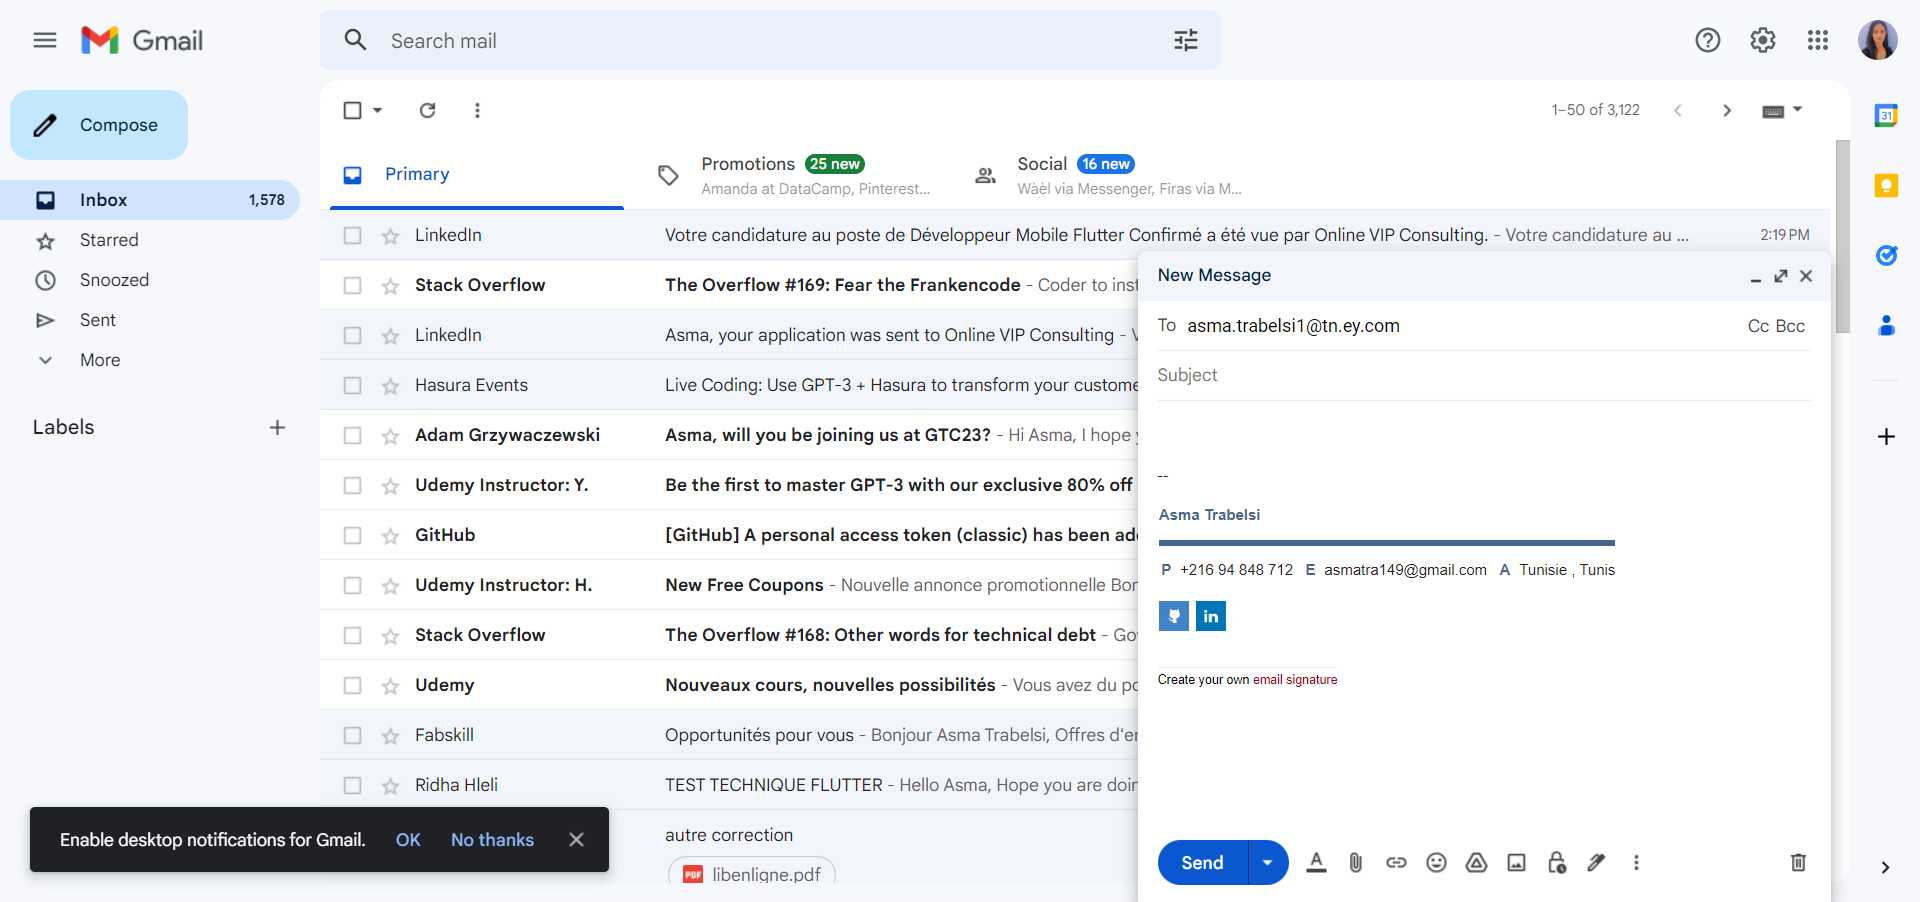 Gmail
Search mail
Compose
Inbox 1,578
Starred
Snoozed
Sent
More
Labels
1–50 of 3,122
Primary
Promotions 25 new
Amanda at DataCamp, Pinterest...
Social 16 new
Wàèl via Messenger, Firas via M...
LinkedIn Votre candidature au poste de Développeur Mobile Flutter Confirmé a été vue par Online VIP Consulting. - Votre candidature au ... 2:19 PM
Stack Overflow The Overflow #169: Fear the Frankencode - Coder to inst
LinkedIn Asma, your application was sent to Online VIP Consulting -
Hasura Events Live Coding: Use GPT-3 + Hasura to transform your custome
Adam Grzywaczewski Asma, will you be joining us at GTC23? - Hi Asma, I hope
Udemy Instructor: Y. Be the first to master GPT-3 with our exclusive 80% off
GitHub [GitHub] A personal access token (classic) has been ad
Udemy Instructor: H. New Free Coupons - Nouvelle annonce promotionnelle Bon
Stack Overflow The Overflow #168: Other words for technical debt - Go
Udemy Nouveaux cours, nouvelles possibilités - Vous avez du po
Fabskill Opportunités pour vous - Bonjour Asma Trabelsi, Offres d'e
Ridha Hleli TEST TECHNIQUE FLUTTER - Hello Asma, Hope you are doin
autre correction
PDF libenligne.pdf
Enable desktop notifications for Gmail. OK No thanks
New Message
To asma.trabelsi1@tn.ey.com Cc Bcc
Subject
--
Asma Trabelsi
P +216 94 848 712 E asmatra149@gmail.com A Tunisie , Tunis
in
Create your own email signature
Send
31